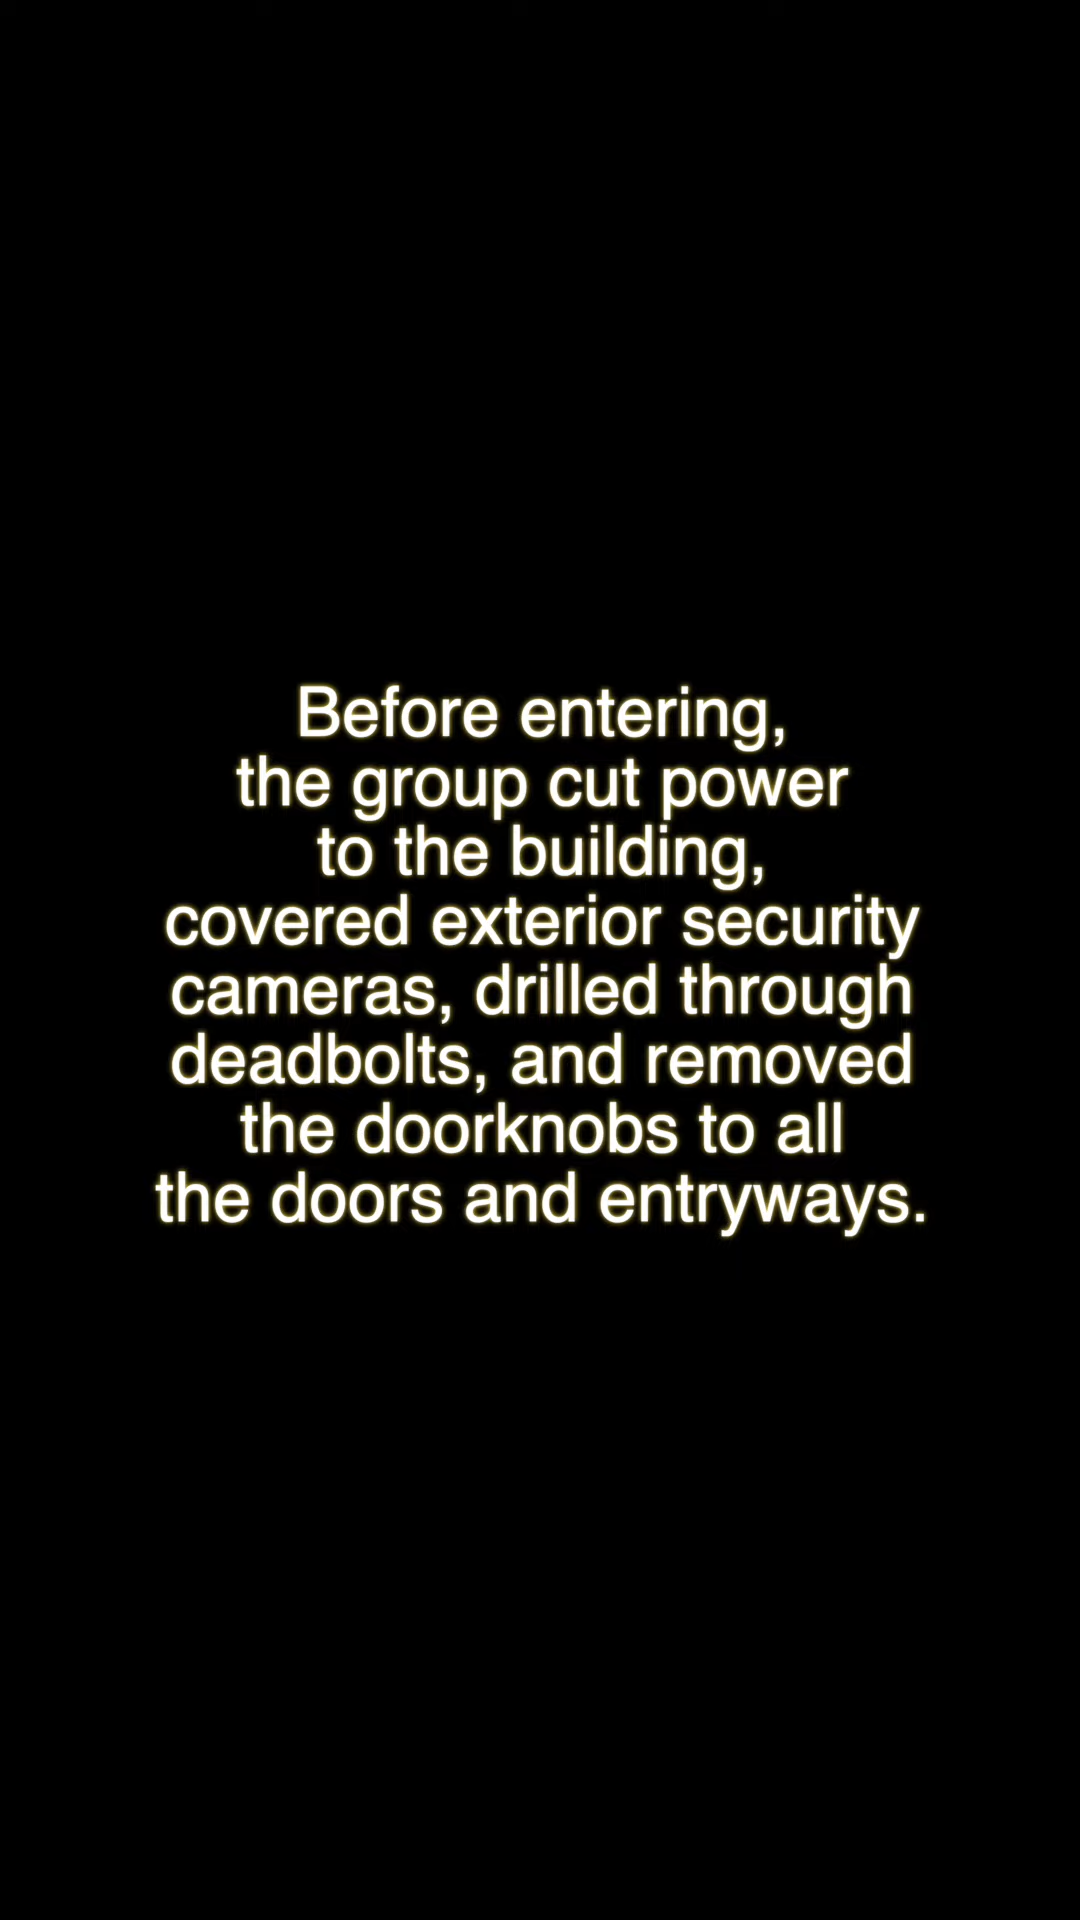 Before entering,
the group cut power
to the building,
covered exterior security
cameras, drilled through
deadbolts, and removed
the doorknobs to all
the doors and entryways.